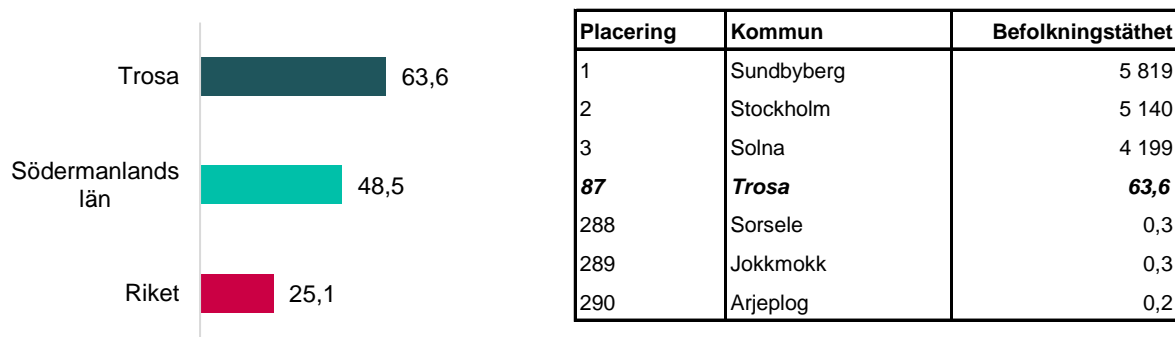 Trosa
63,6
Södermanlands
län
48,5
Riket
25,1
Placering Kommun Befolkningstäthet
1 Sundbyberg 5 819
2 Stockholm 5 140
3 Solna 4 199
87 Trosa 63,6
288 Sorsele 0,3
289 Jokkmokk 0,3
290 Arjeplog 0,2